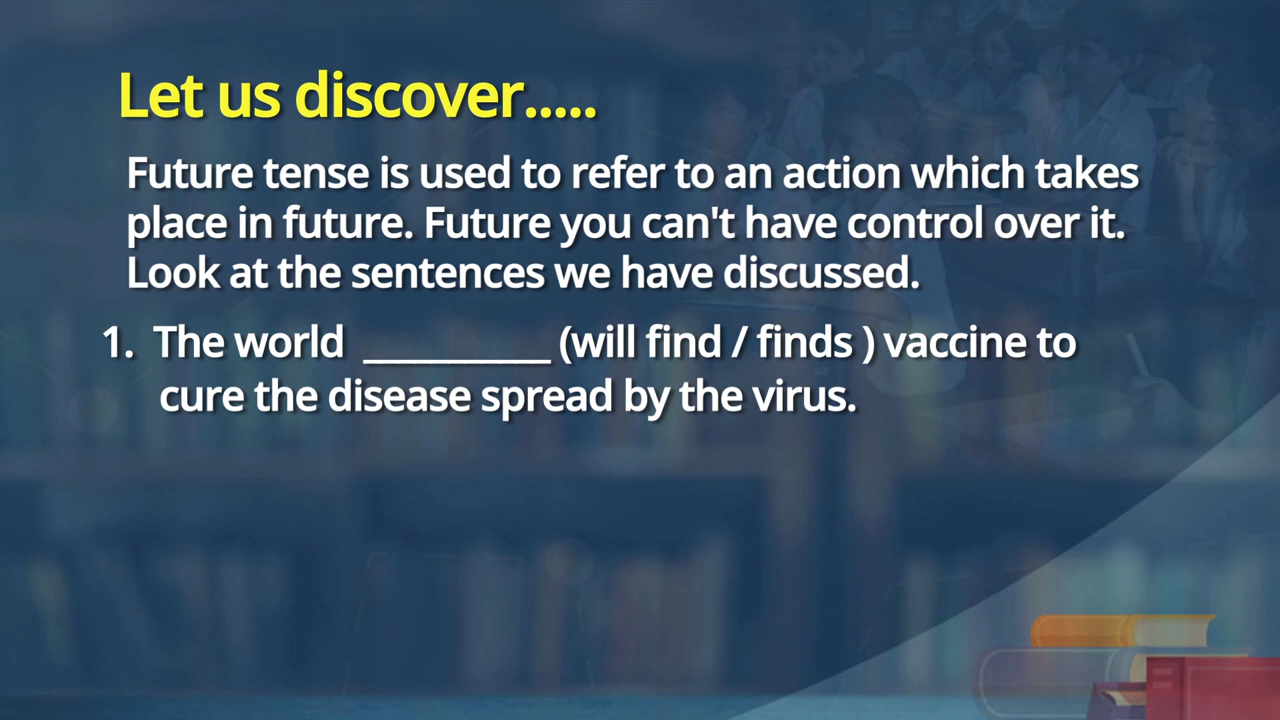 Let us discover.....
Future tense is used to refer to an action which takes
place in future. Future you can't have control over it.
Look at the sentences we have discussed.
1. The world __________ (will find / finds ) vaccine to
cure the disease spread by the virus.